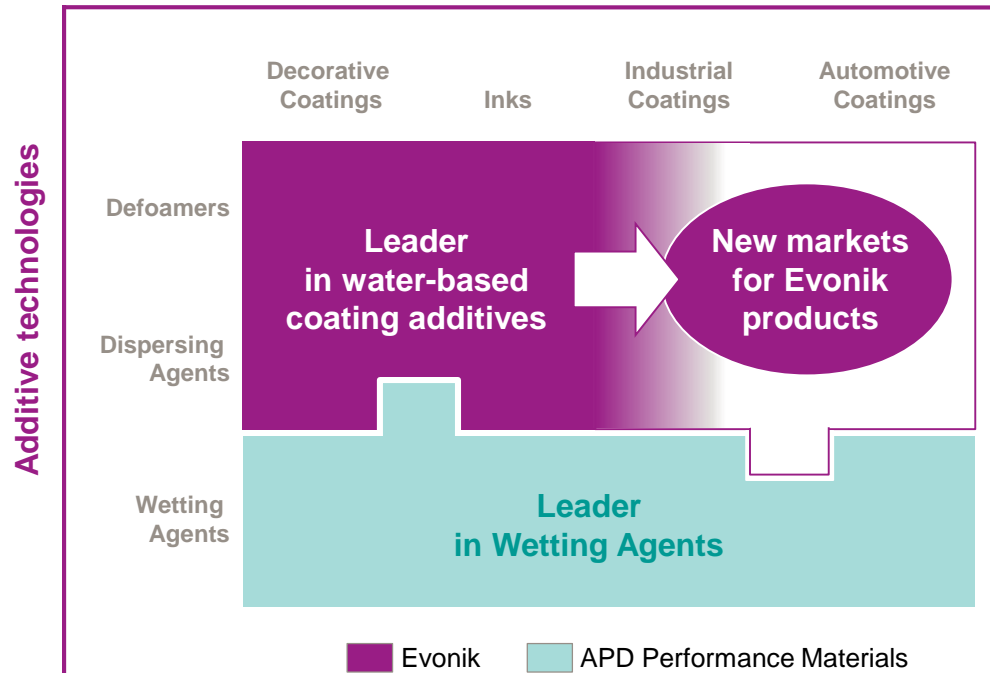 Additive technologies
Decorative
Coatings
Inks
Industrial
Coatings
Automotive
Coatings
Defoamers
Dispersing
Agents
Wetting
Agents
Leader
in water-based
coating additives
New markets
for Evonik
products
Leader
in Wetting Agents
Evonik
APD Performance Materials